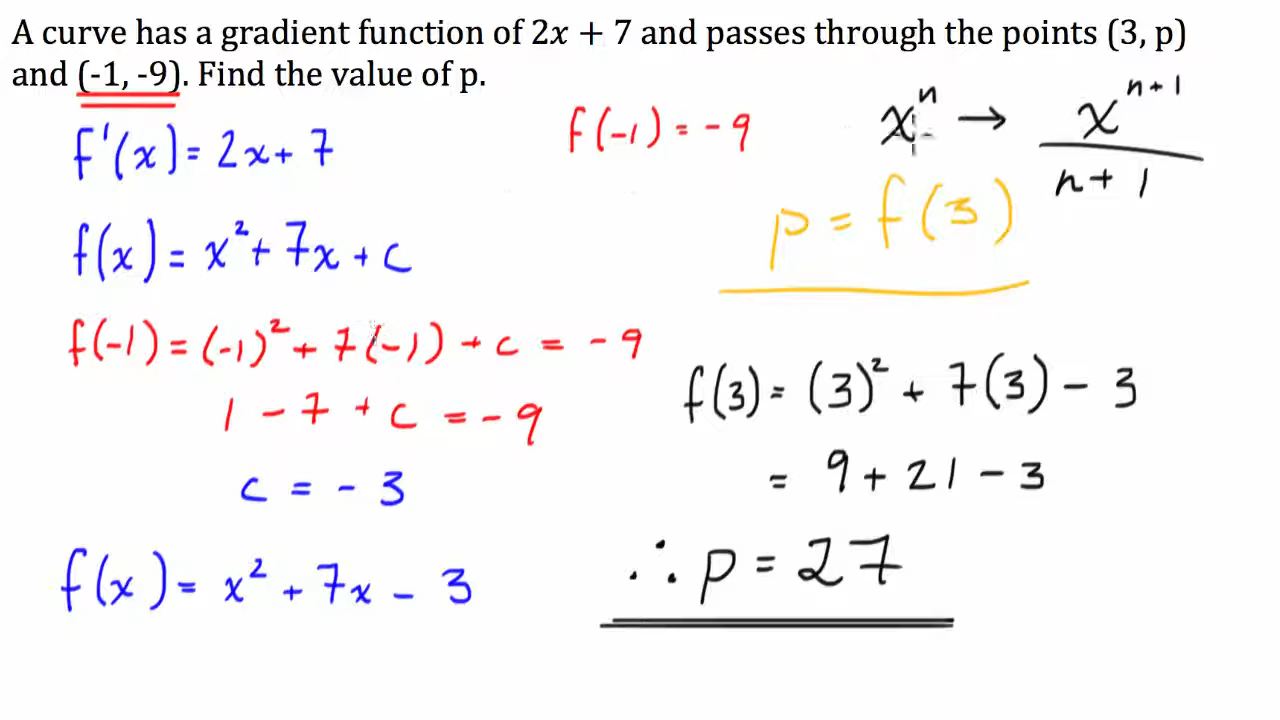 A curve has a gradient function of 2x + 7 and passes through the points (3, p)
and (-1, -9). Find the value of p.
f'(x) = 2x + 7
f(x) = x² + 7x + c
f(-1) = (-1)² + 7(-1) + c = -9
1 - 7 + c = -9
c = -3
f(x) = x² + 7x - 3
f(-1) = -9
xⁿ → xⁿ⁺¹
n + 1
p = f(3)
f(3) = (3)² + 7(3) - 3
= 9 + 21 - 3
∴ p = 27